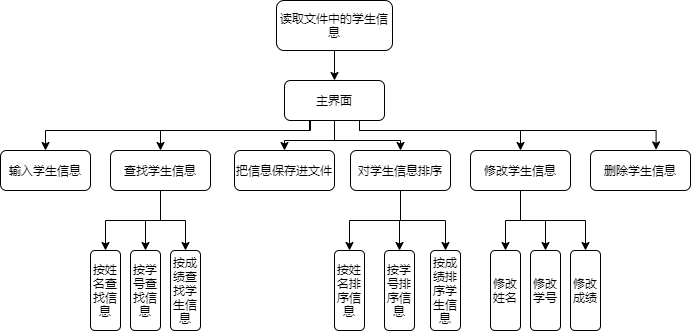 读取文件中的学生信
息
主界面
输入学生信息
查找学生信息
把信息保存进文件
对学生信息排序
修改学生信息
删除学生信息
按姓
名查
找信
息
按学
号查
找信
息
按成
绩查
找学
生信
息
按姓
名排
序信
息
按学
号排
序信
息
按成
绩排
序学
生信
息
修改
姓名
修改
学号
修改
成绩